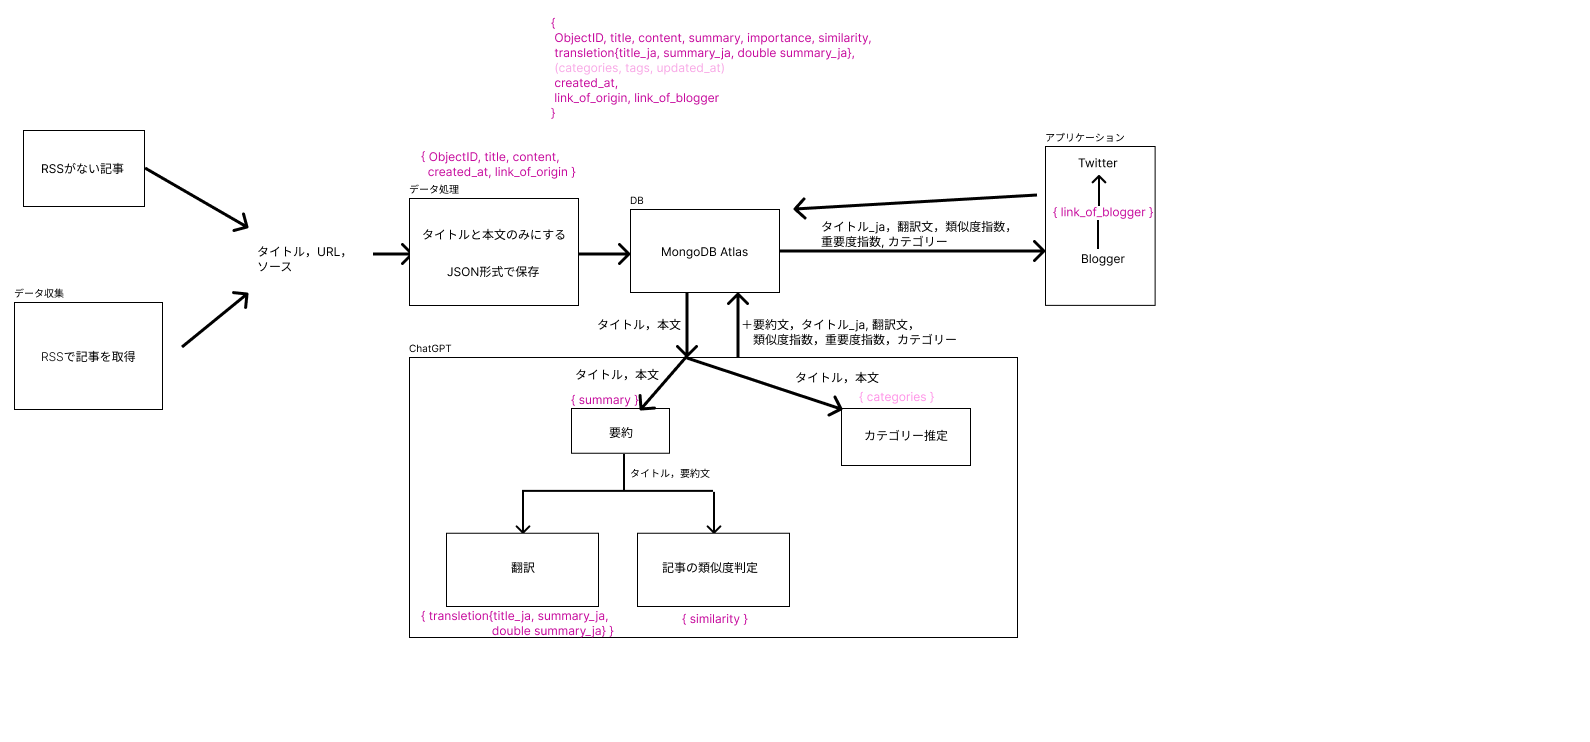 {
ObjectID, title, content, summary, importance, similarity,
transletion{title_ja, summary_ja, double summary_ja},
(categories, tags, updated_at)
created_at,
link_of_origin, link_of_blogger
}
RSSがない記事
データ収集
RSSで記事を取得
タイトル，URL，
ソース
{ ObjectID, title, content,
created_at, link_of_origin }
データ処理
タイトルと本文のみにする
JSON形式で保存
DB
MongoDB Atlas
タイトル_ja，翻訳文，類似度指数，
重要度指数, カテゴリー
アプリケーション
Twitter
{ link_of_blogger }
Blogger
タイトル，本文
＋要約文，タイトル_ja, 翻訳文，
類似度指数，重要度指数，カテゴリー
ChatGPT
タイトル，本文
{ summary }
要約
タイトル，本文
{ categories }
カテゴリー推定
タイトル，要約文
翻訳
{ transletion{title_ja, summary_ja,
double summary_ja} }
記事の類似度判定
{ similarity }